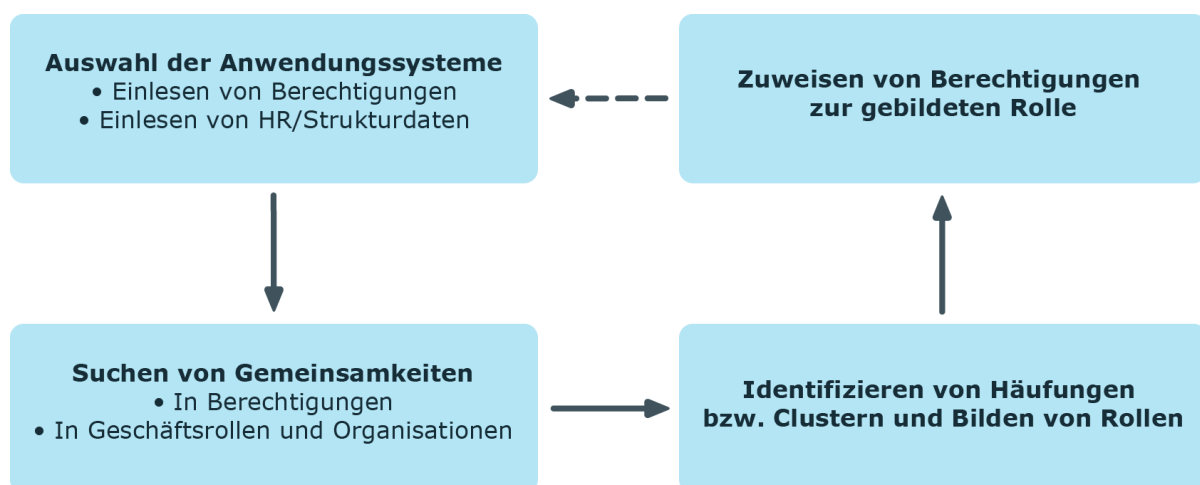 Auswahl der Anwendungssysteme
• Einlesen von Berechtigungen
• Einlesen von HR/Strukturdaten
Zuweisen von Berechtigungen
zur gebildeten Rolle
Suchen von Gemeinsamkeiten
• In Berechtigungen
• In Geschäftsrollen und Organisationen
Identifizieren von Häufungen
bzw. Clustern und Bilden von Rollen